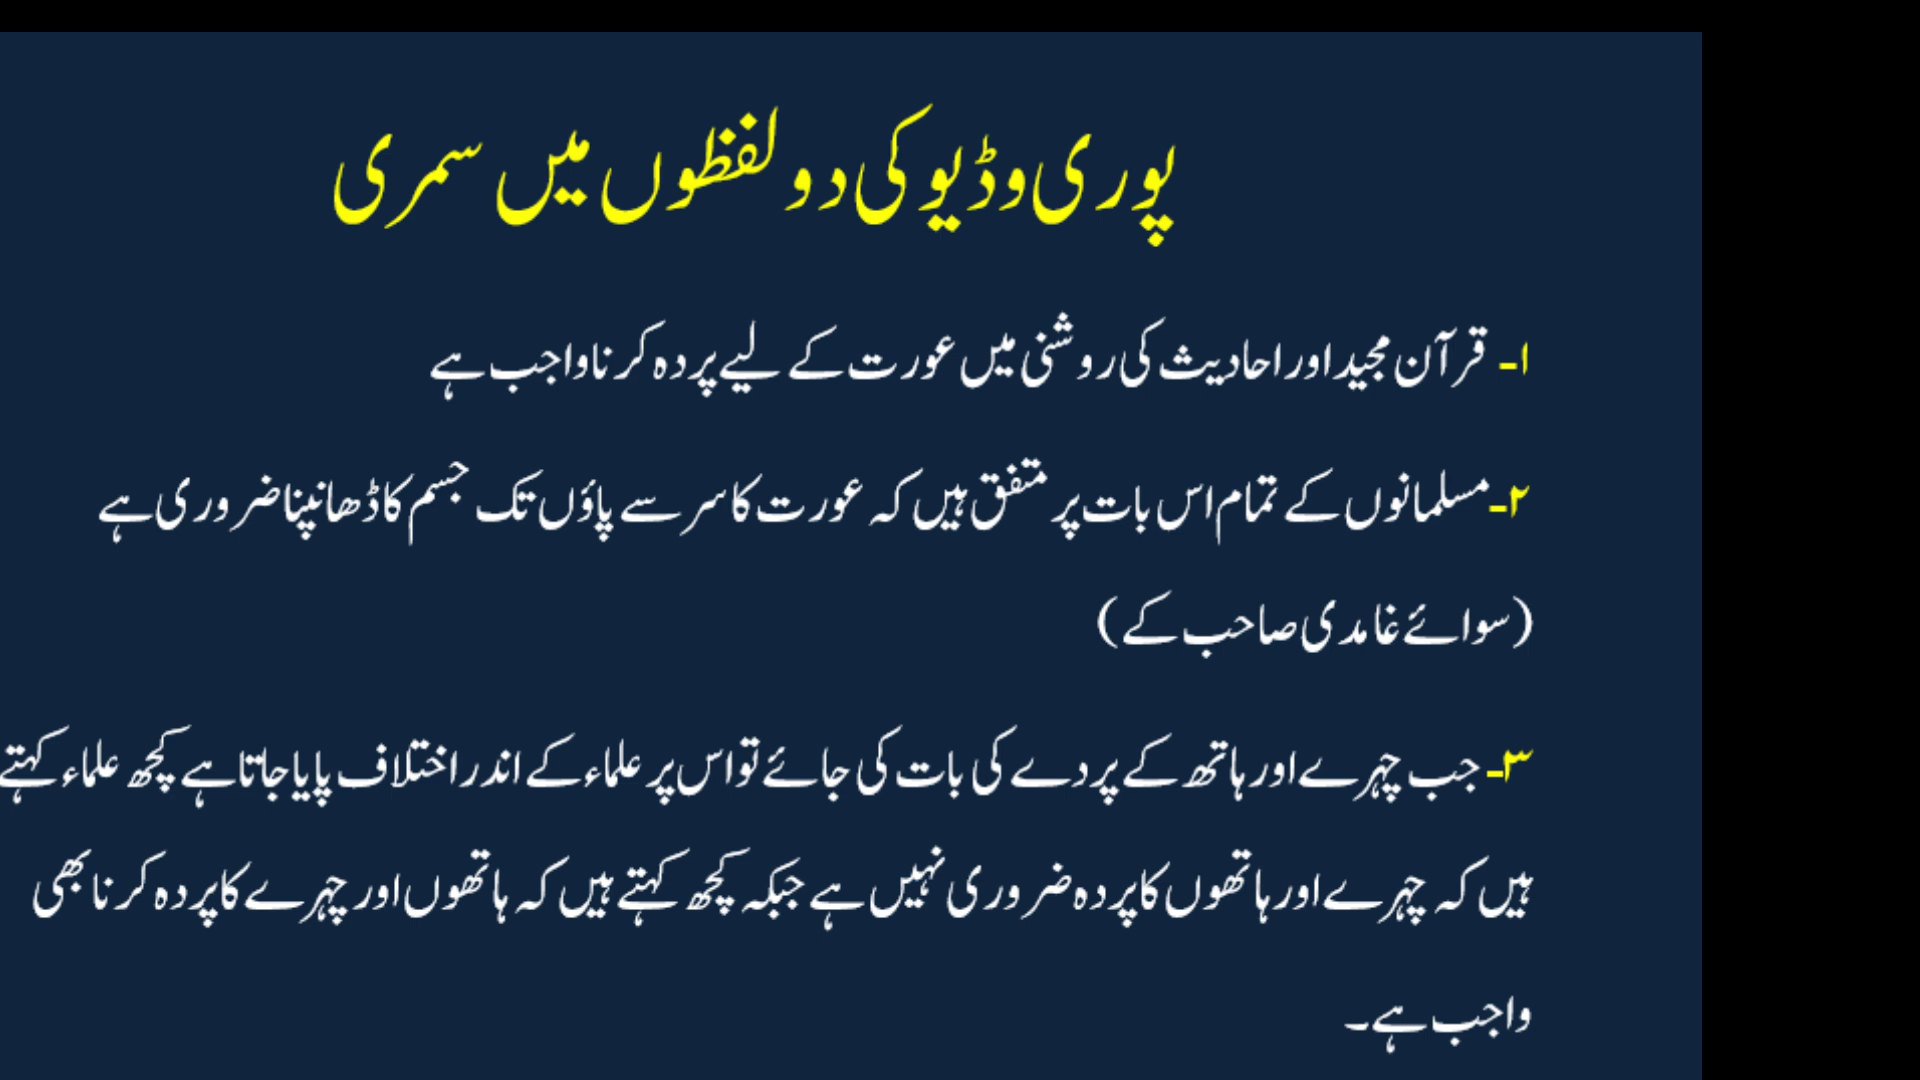 پوری وڈیو کی دو لفظوں میں سمری
۱- قرآن مجید اور احادیث کی روشنی میں عورت کے لیے پردہ کرنا واجب ہے
۲- مسلمانوں کے تمام اس بات پر متفق ہیں کہ عورت کا سر سے پاؤں تک جسم کا ڈھانپنا ضروری ہے
(سوائے غامدی صاحب کے)
۳- جب چہرے اور ہاتھ کے پردے کی بات کی جائے تو اس پر علماء کے اندر اختلاف پایا جاتا ہے کچھ علماء کہتے
ہیں کہ چہرے اور ہاتھوں کا پردہ ضروری نہیں ہے جبکہ کچھ کہتے ہیں کہ ہاتھوں اور چہرے کا پردہ کرنا بھی
واجب ہے۔